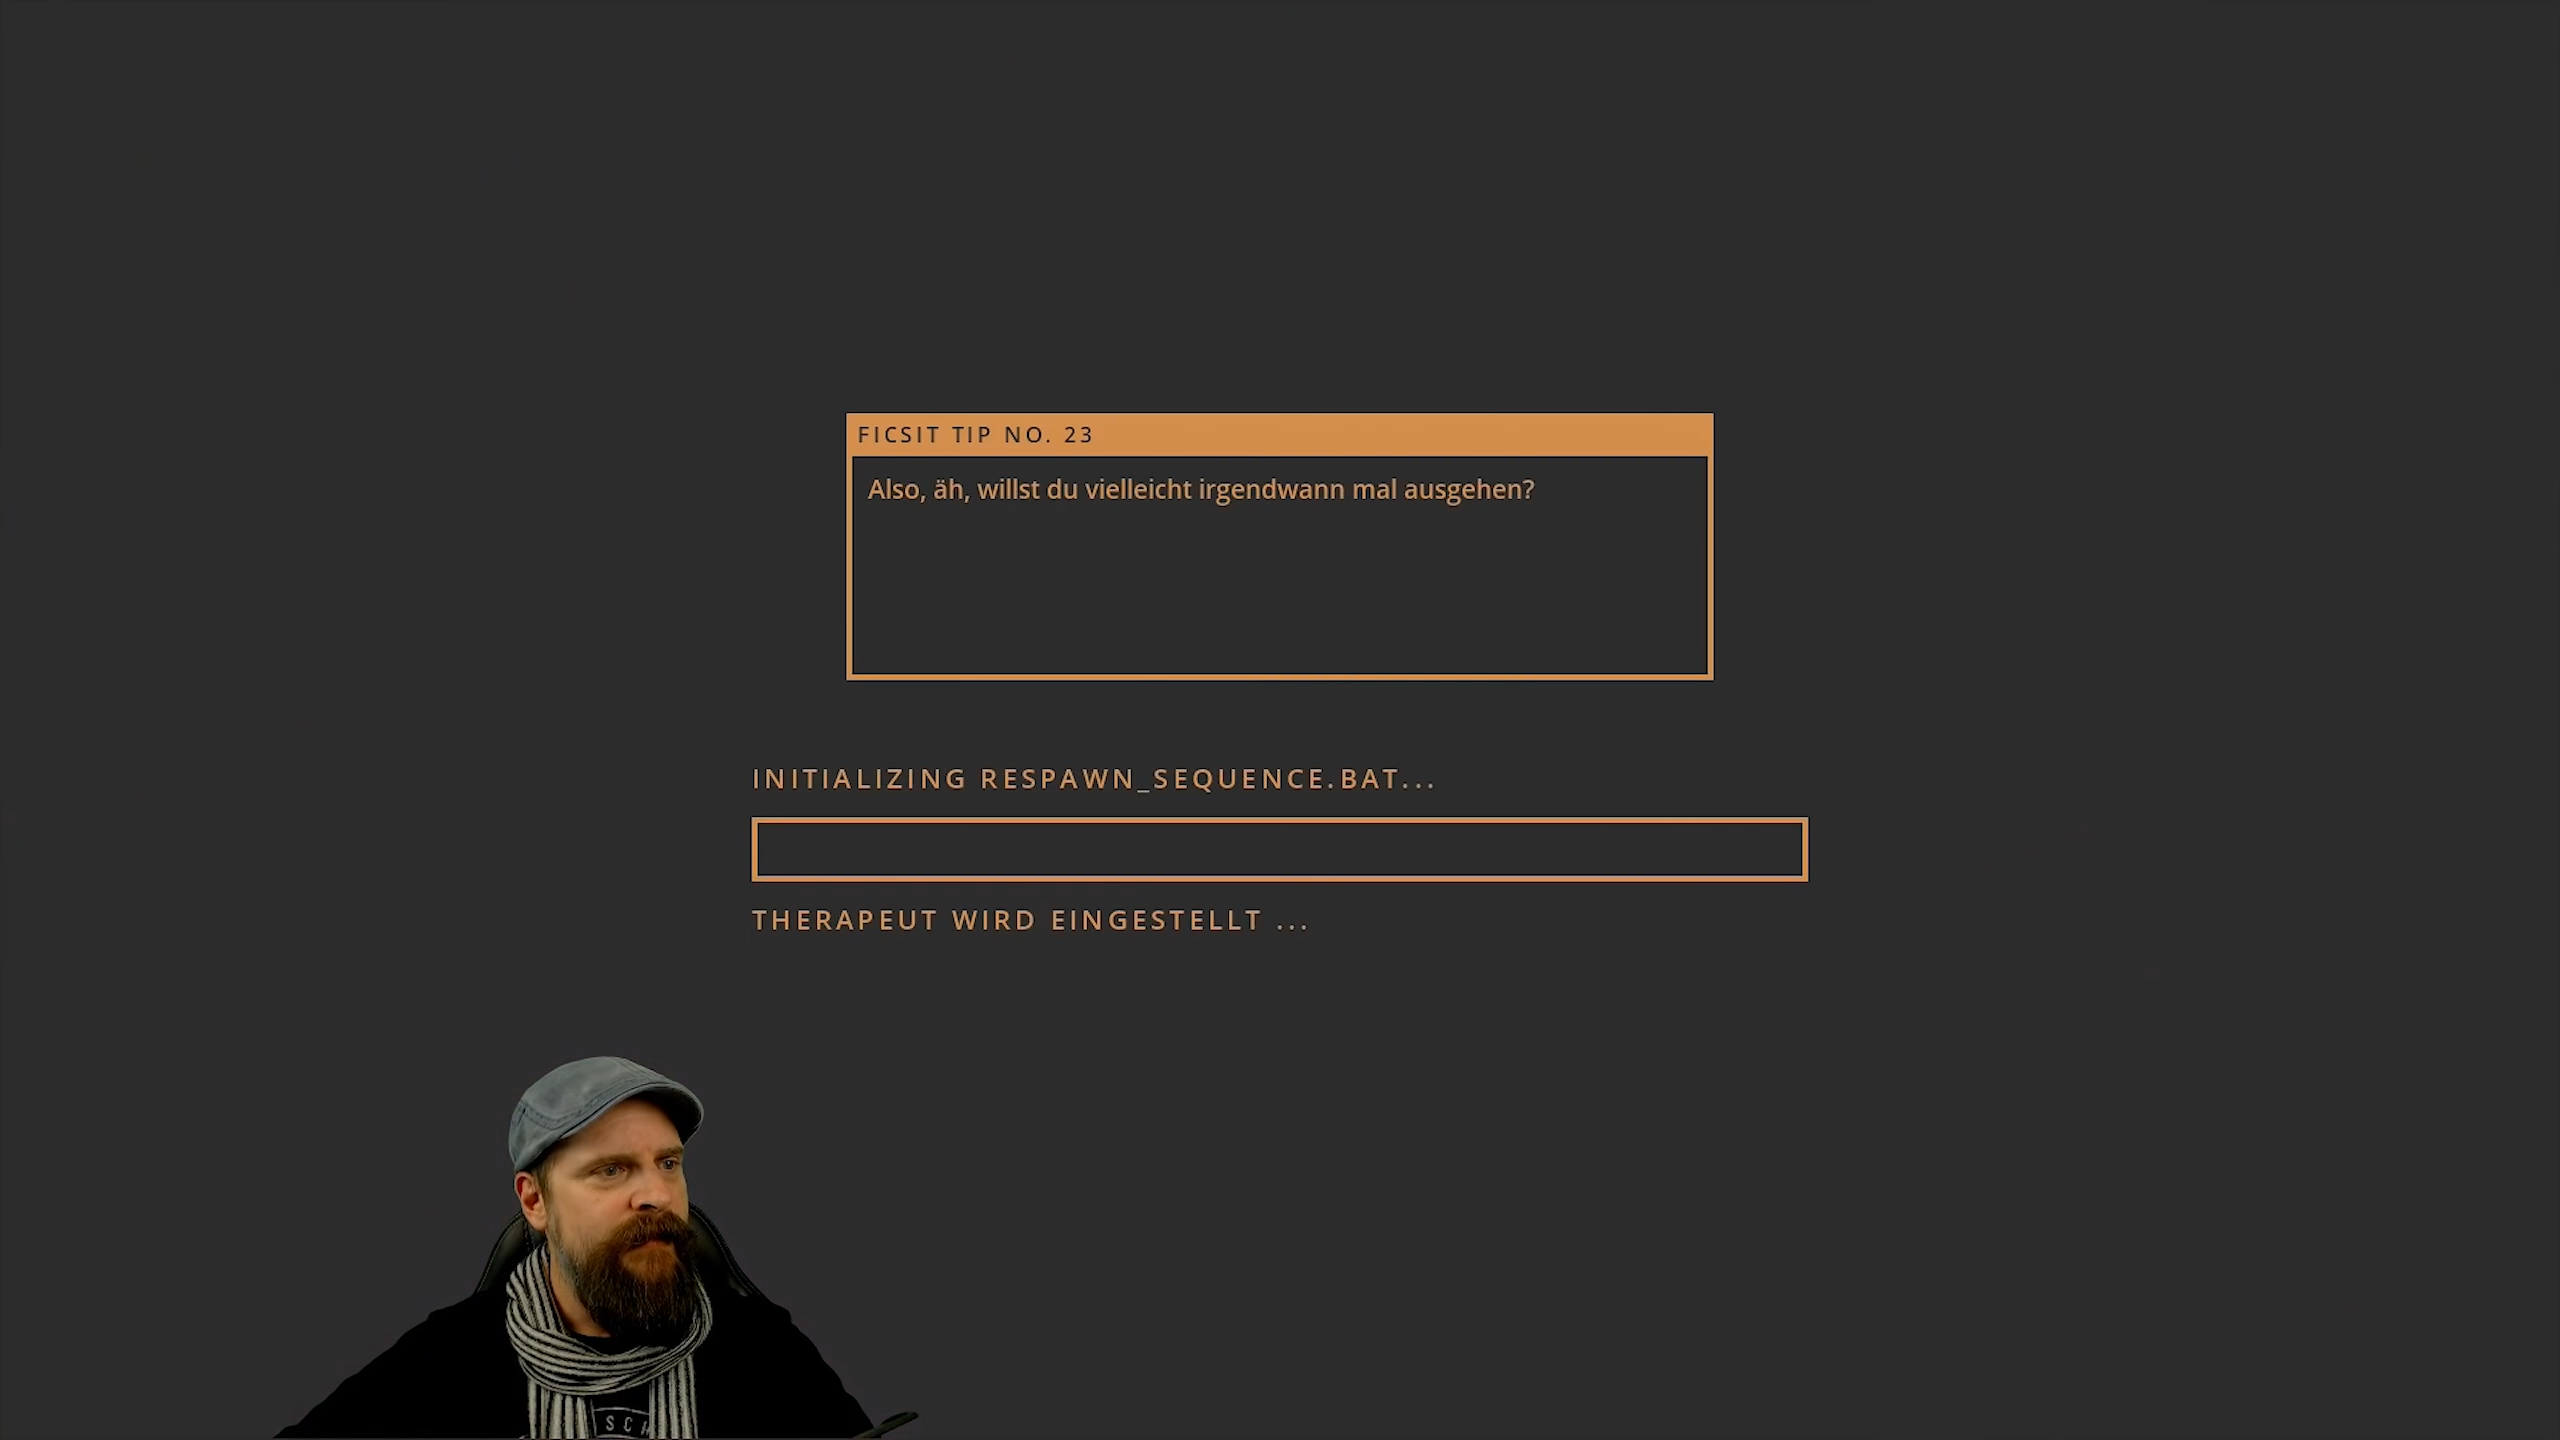 FICSIT TIP NO. 23
Also, äh, willst du vielleicht irgendwann mal ausgehen?
INITIALIZING RESPAWN_SEQUENCE.BAT...
THERAPEUT WIRD EINGESTELLT ...